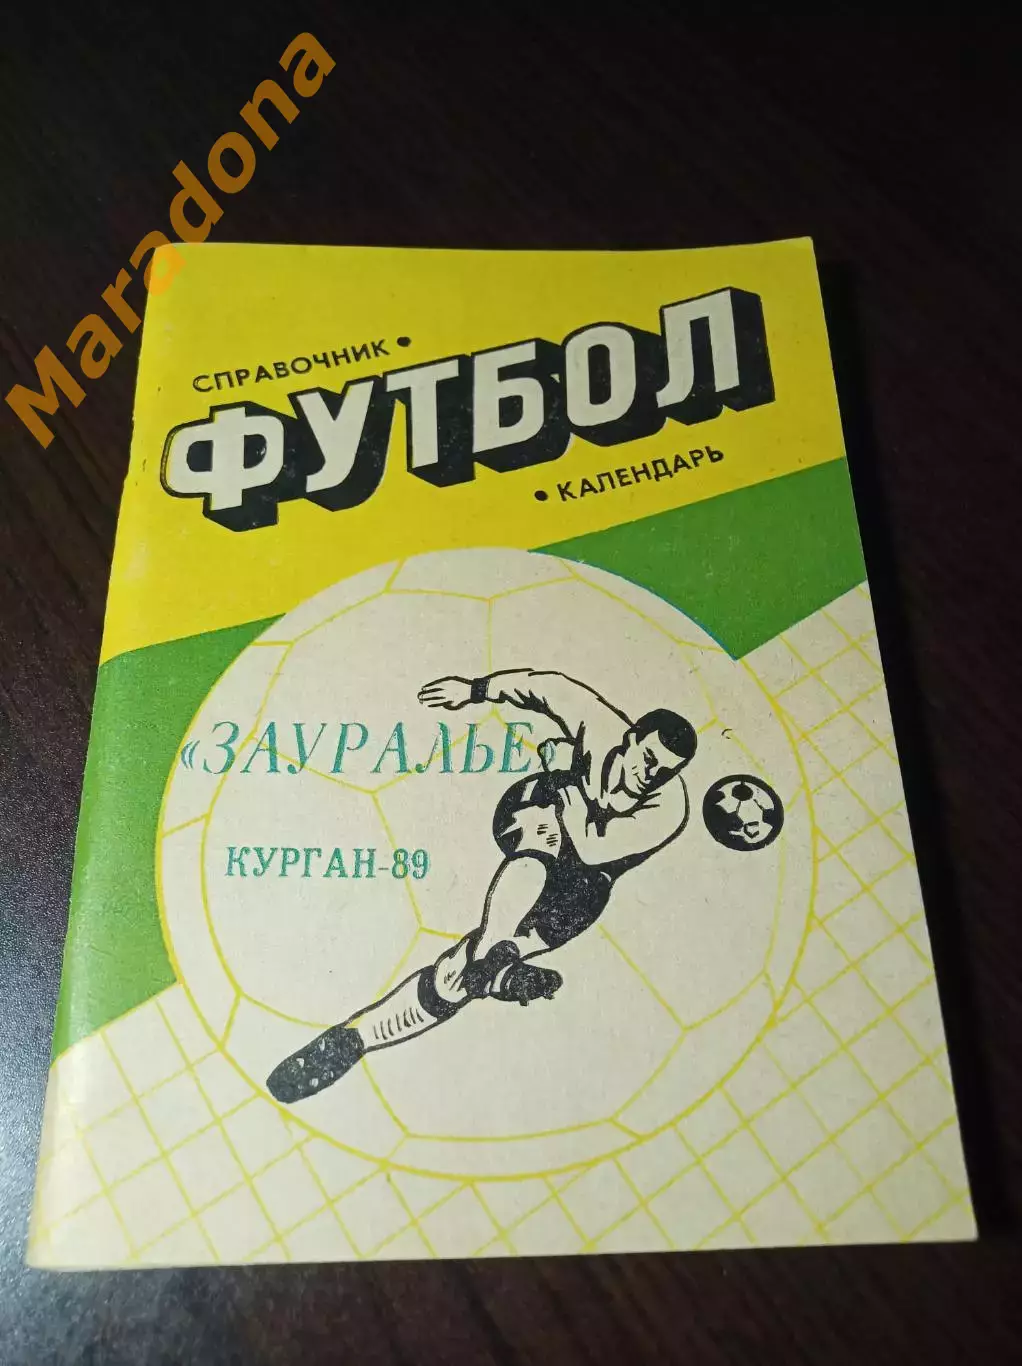 Maradona
СПРАВОЧНИК •
ФУТБОЛ
• КАЛЕНДАРЬ
«ЗАУРАЛЬЕ»
КУРГАН-89